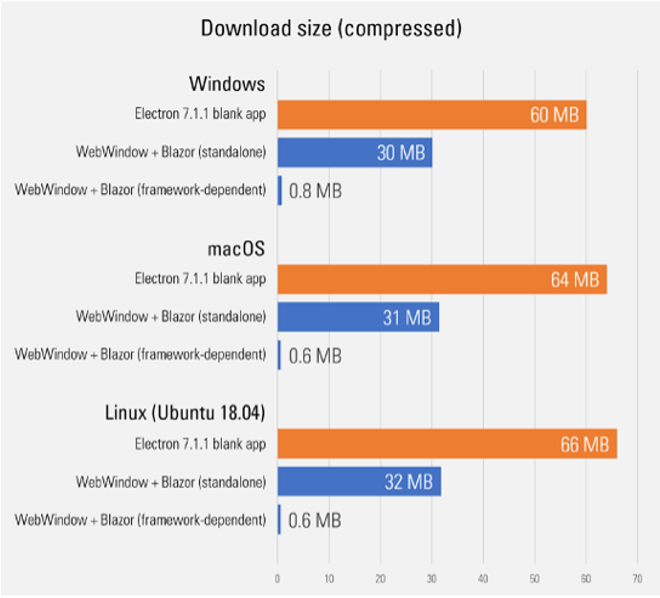 Download size (compressed)
Windows
Electron 7.1.1 blank app
60 MB
WebWindow + Blazor (standalone)
30 MB
WebWindow + Blazor (framework-dependent)
0.8 MB
macOS
Electron 7.1.1 blank app
64 MB
WebWindow + Blazor (standalone)
31 MB
WebWindow + Blazor (framework-dependent)
0.6 MB
Linux (Ubuntu 18.04)
Electron 7.1.1 blank app
66 MB
WebWindow + Blazor (standalone)
32 MB
WebWindow + Blazor (framework-dependent)
0.6 MB
0 10 20 30 40 50 60 70